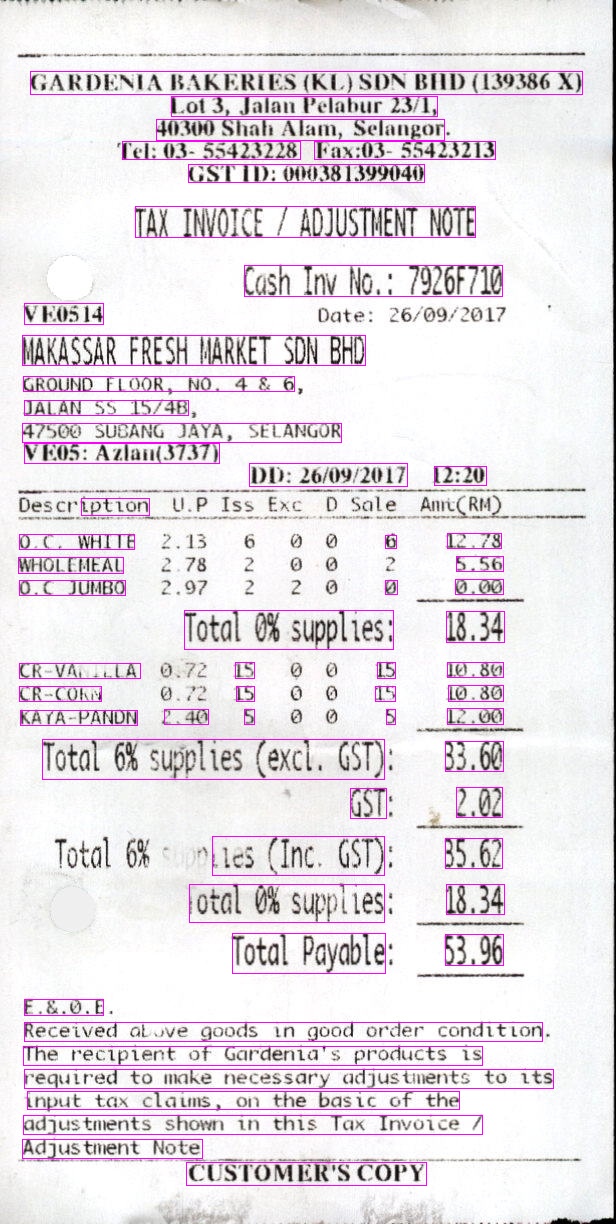 GARDENIA BAKERIES (KL) SDN BHD (139386 X)
Lot 3, Jalan Pelabur 23/1,
40300 Shah Alam, Selangor.
Tel: 03- 55423228 Fax:03- 55423213
GST ID: 000381399040
TAX INVOICE / ADJUSTMENT NOTE
Cash Inv No.: 7926F710
VE0514 Date: 26/09/2017
MAKASSAR FRESH MARKET SDN BHD
GROUND FLOOR, NO. 4 & 6,
JALAN SS 15/4B,
47500 SUBANG JAYA, SELANGOR
VE05: Azlan(3737)
DD: 26/09/2017 12:20
Description U.P Iss Exc D Sale Amt(RM)
O.C. WHITE 2.13 6 0 0 6 12.78
WHOLEMEAL 2.78 2 0 0 2 5.56
O.C JUMBO 2.97 2 2 0 0 0.00
Total 0% supplies: 18.34
CR-VANILLA 0.72 15 0 0 15 10.80
CR-CORN 0.72 15 0 0 15 10.80
KAYA-PANDN 2.40 5 0 0 5 12.00
Total 6% supplies (excl. GST): 33.60
GST: 2.02
Total 6% supplies (Inc. GST): 35.62
Total 0% supplies: 18.34
Total Payable: 53.96
E.&.O.E.
Received above goods in good order condition.
The recipient of Gardenia's products is
required to make necessary adjustments to its
input tax claims, on the basic of the
adjustments shown in this Tax Invoice /
Adjustment Note
CUSTOMER'S COPY